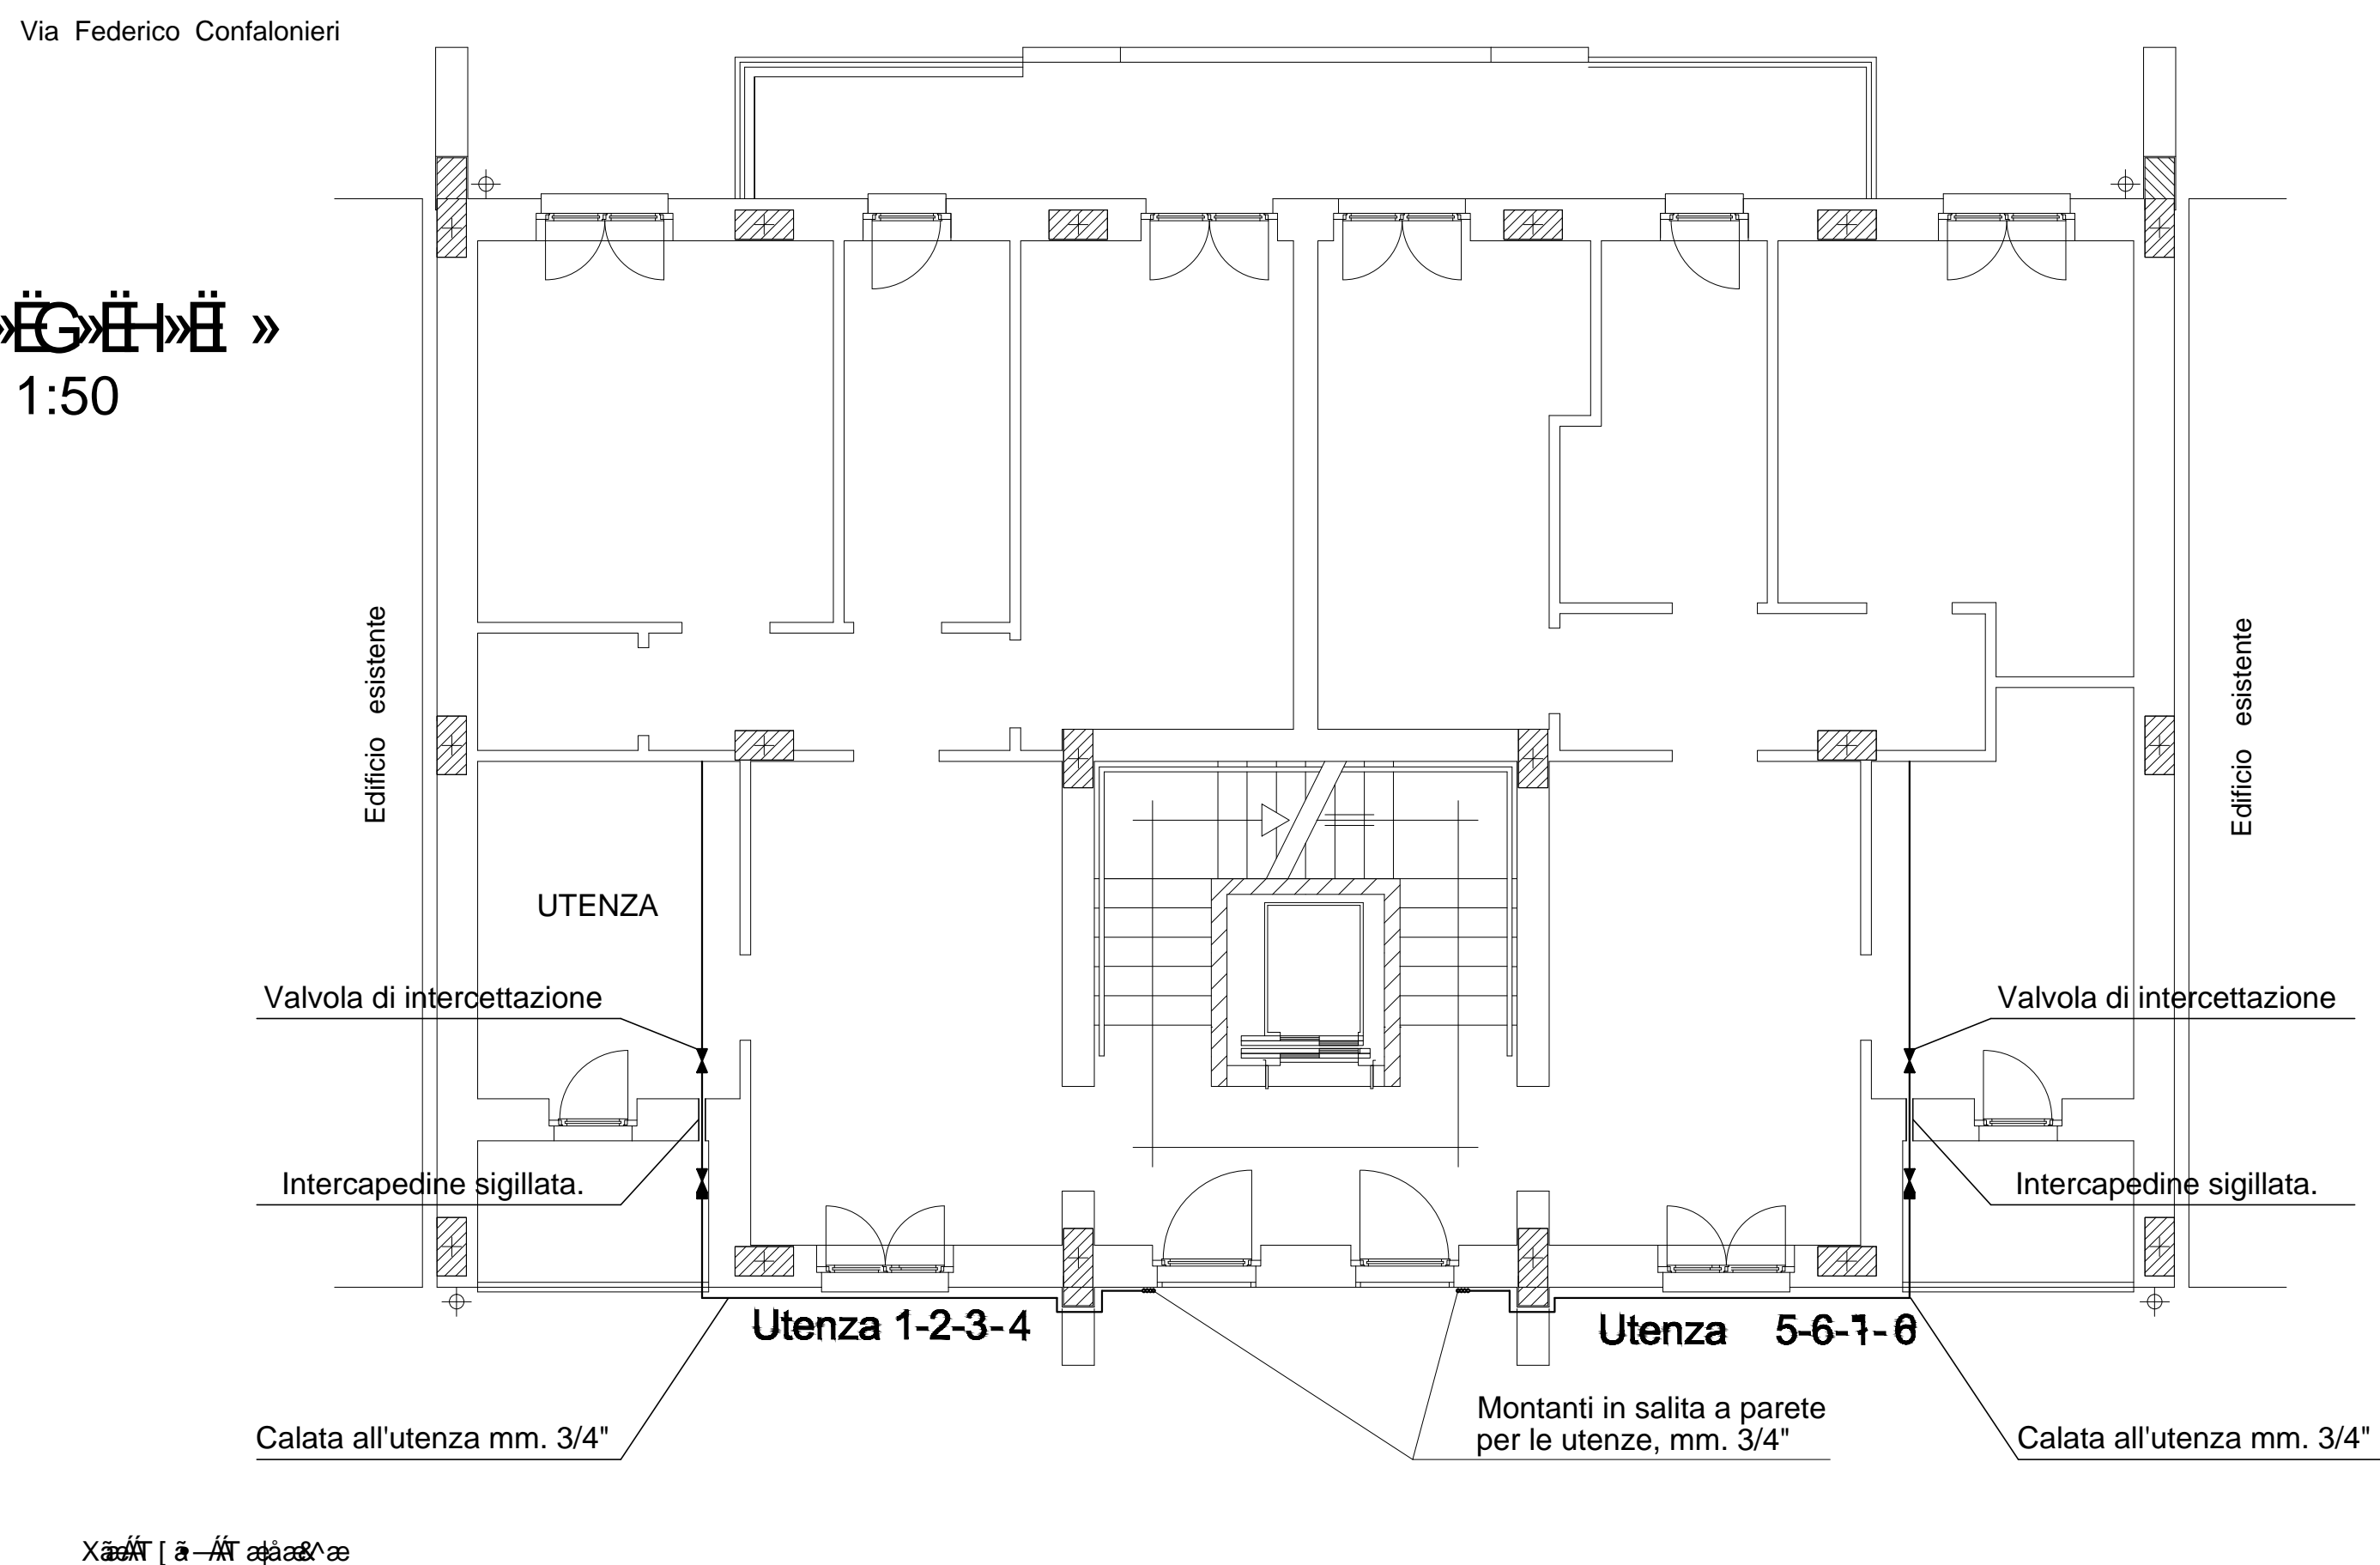 Via Federico Confalonieri
1:50
Edificio esistente
Edificio esistente
UTENZA
Valvola di intercettazione
Valvola di intercettazione
Intercapedine sigillata.
Intercapedine sigillata.
Utenza 1-2-3-4
Utenza 5-6-
Montanti in salita a parete
per le utenze, mm. 3/4"
Calata all'utenza mm. 3/4"
Calata all'utenza mm. 3/4"